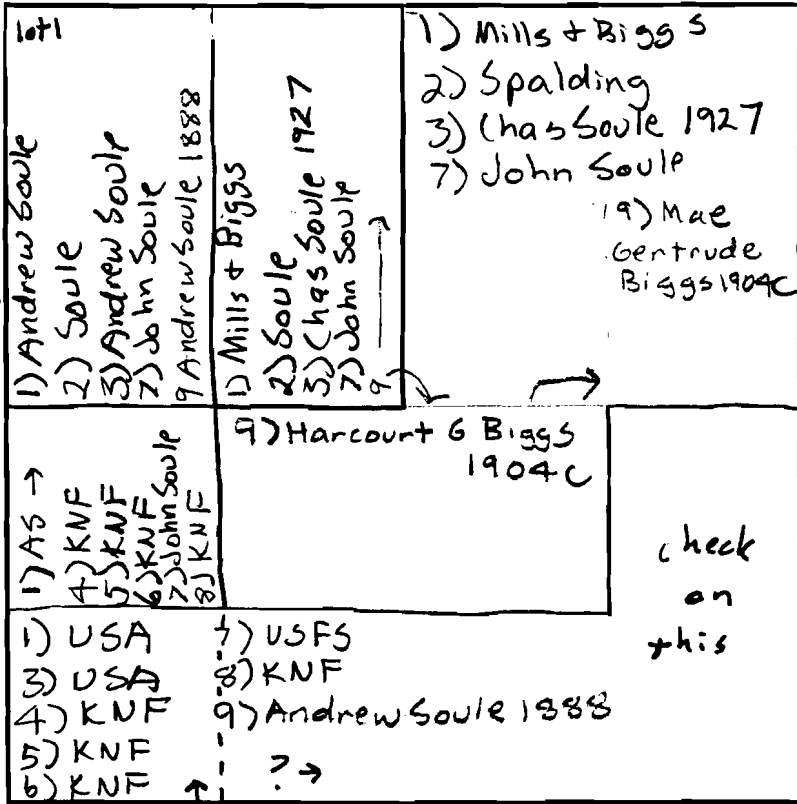 lot1
1) Andrew Soule
2) Soule
3) Andrew Soule
7) John Soule
9 Andrew Soule 1888
1) Mills + Biggs
2) Soule
3) Chas Soule 1927
7) John Soule
9
1) Mills + Biggs
2) Spalding
3) Chas Soule 1927
7) John Soule
19) Mae
Gertrude
Biggs 1904C
1) AS →
4) KNF
5) KNF
6) KNF
7) John Soule
8) KNF
9) Harcourt G Biggs
1904C
check
on
this
1) USA
3) USA
4) KNF
5) KNF
6) KNF
7) USFS
8) KNF
9) Andrew Soule 1888
? →